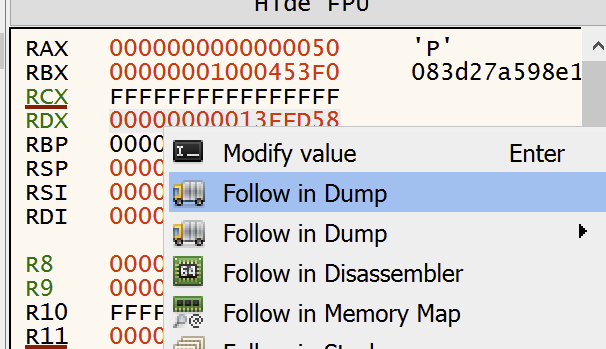 Hide FPU
RAX 0000000000000050 'P'
RBX 00000001000453F0 083d27a598e1
RCX FFFFFFFFFFFFFFFF
RDX 00000000013FFD58
RBP 0000
RSP 0000
RSI 0000
RDI 0000
R8 0000
R9 0000
R10 FFFF
R11 0000
Modify value Enter
Follow in Dump
Follow in Dump
Follow in Disassembler
Follow in Memory Map